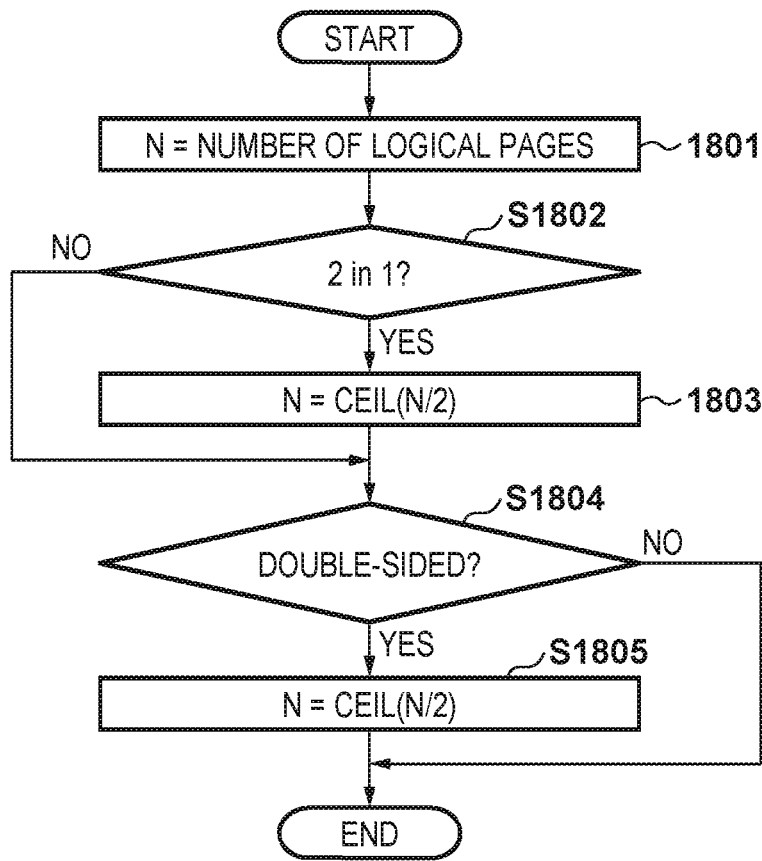 START
N = NUMBER OF LOGICAL PAGES
1801
S1802
NO
2 in 1?
YES
N = CEIL(N/2)
1803
S1804
NO
DOUBLE-SIDED?
YES
S1805
N = CEIL(N/2)
END